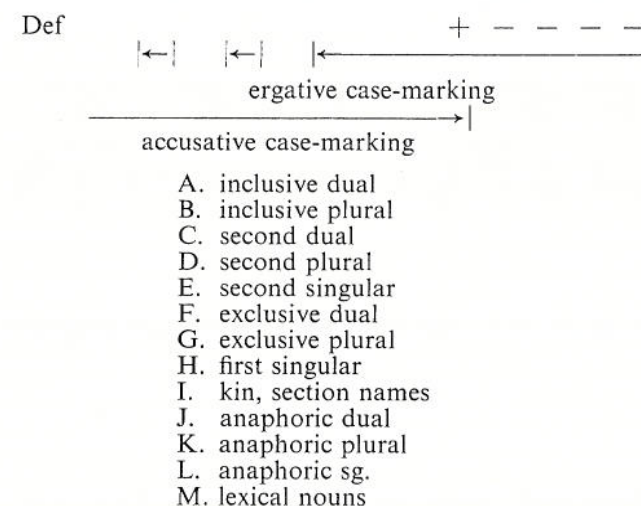 Def + – – – –
ergative case-marking
accusative case-marking
A. inclusive dual
B. inclusive plural
C. second dual
D. second plural
E. second singular
F. exclusive dual
G. exclusive plural
H. first singular
I. kin, section names
J. anaphoric dual
K. anaphoric plural
L. anaphoric sg.
M. lexical nouns